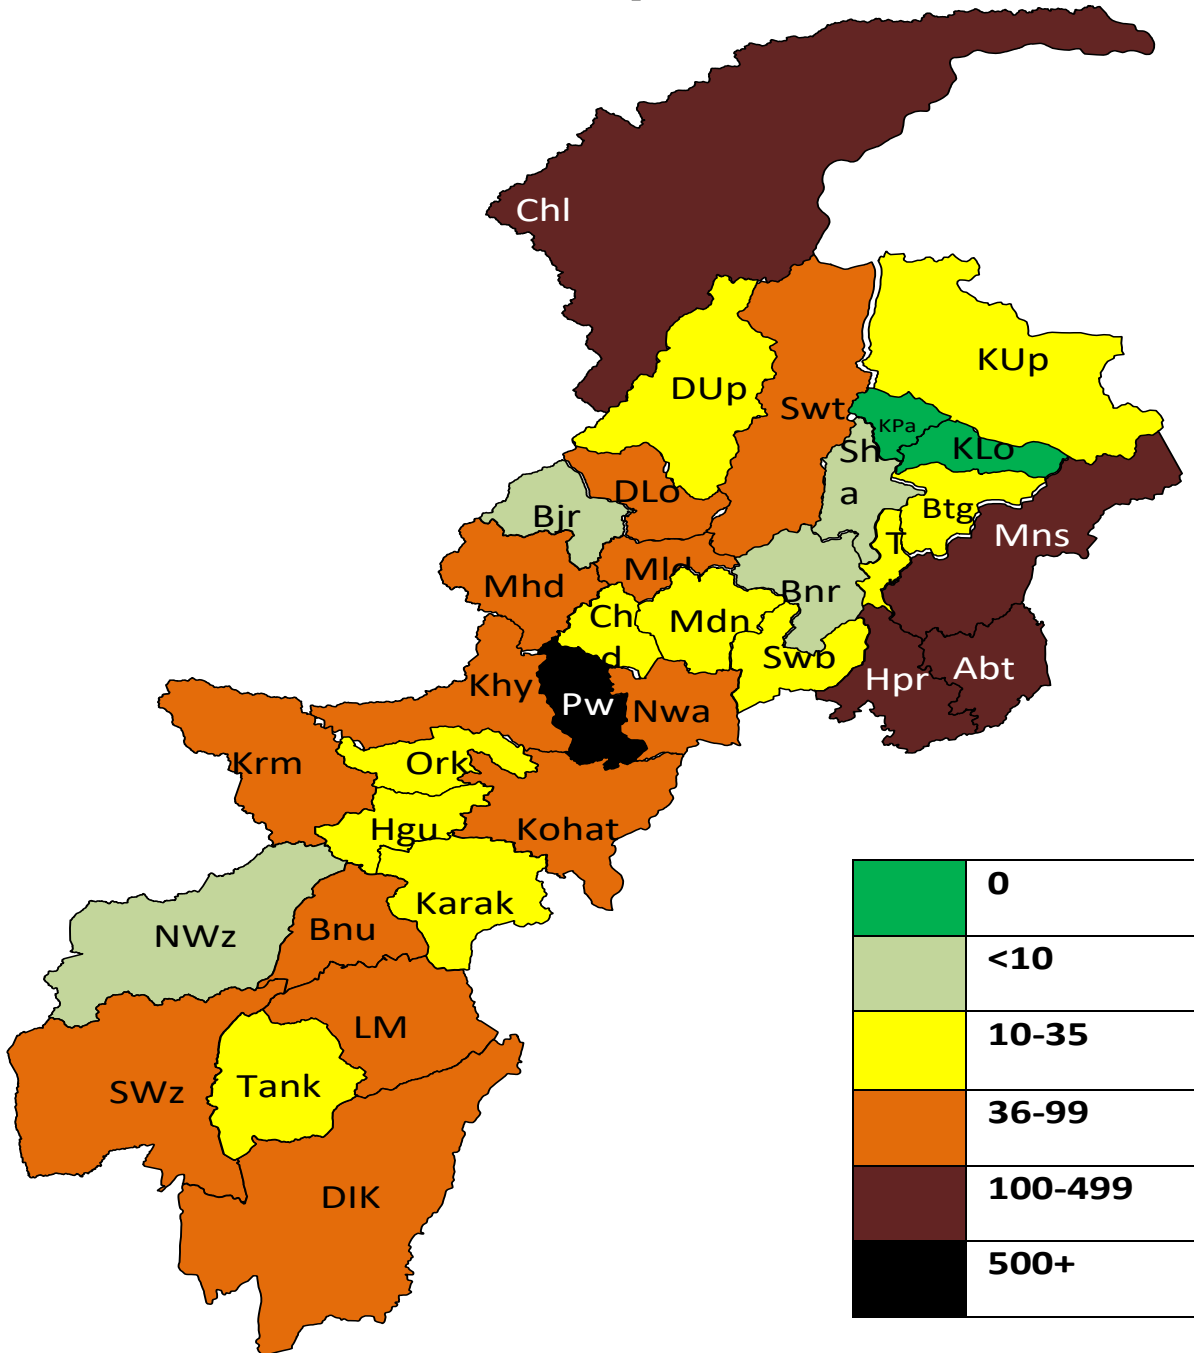 Chl
KUp
DUp
Swt
KPa
Sh
a
KLo
DLo
Btg
Bjr
Mns
T
Mld
Mhd
Bnr
Ch
d
Mdn
Swb
Abt
Hpr
Khy
Pw
Nwa
Krm
Ork
Hgu
Kohat
Karak
NWz
Bnu
LM
Tank
SWz
DIK
0
<10
10-35
36-99
100-499
500+